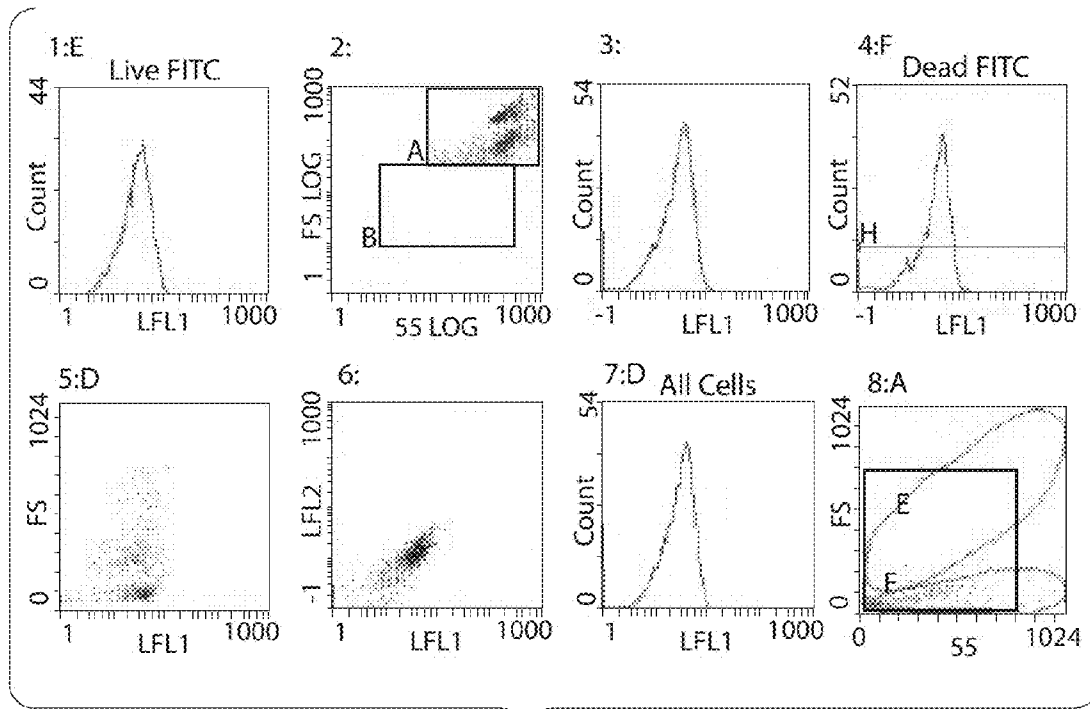 1:E
Live FITC
44
Count
0
1
1000
LFL1
2:
1000
FS LOG
1
A
B
1
1000
55 LOG
3:
54
Count
0
-1
1000
LFL1
4:F
Dead FITC
52
Count
0
H
-1
1000
LFL1
5:D
1024
FS
0
1
1000
LFL1
6:
1000
LFL2
-1
1
1000
LFL1
7:D
All Cells
54
Count
0
1
1000
LFL1
8:A
1024
FS
0
E
F
0
1024
55